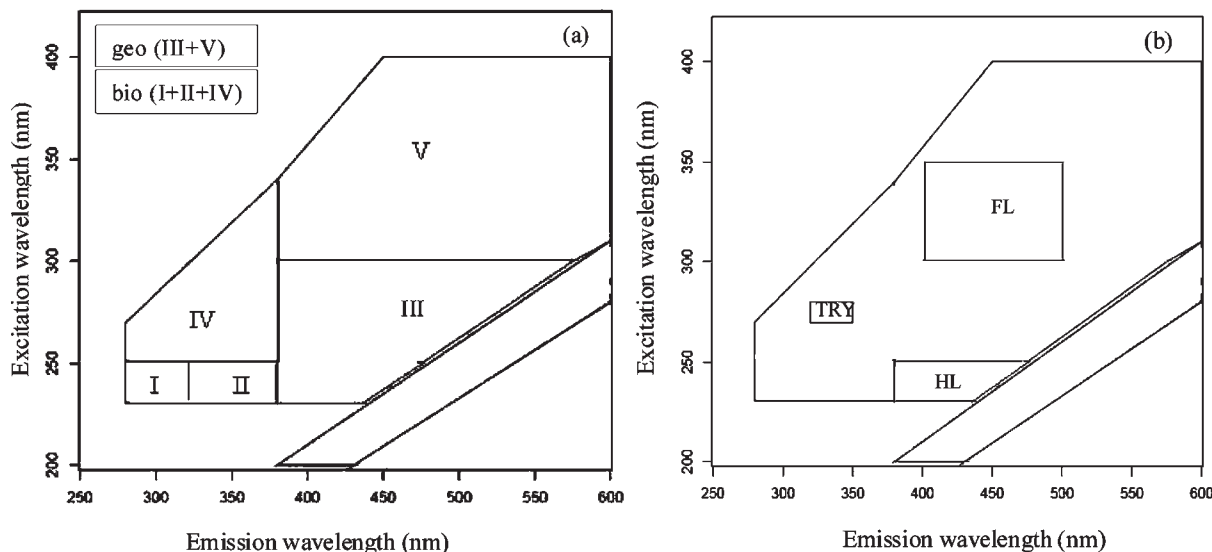 geo (III+V)
bio (I+II+IV)
(a)
V
IV
III
I
II
Excitation wavelength (nm)
400
350
300
250
200
250
300
350
400
450
500
550
600
Emission wavelength (nm)
(b)
FL
TRY
HL
Excitation wavelength (nm)
400
350
300
250
200
250
300
350
400
450
500
550
600
Emission wavelength (nm)